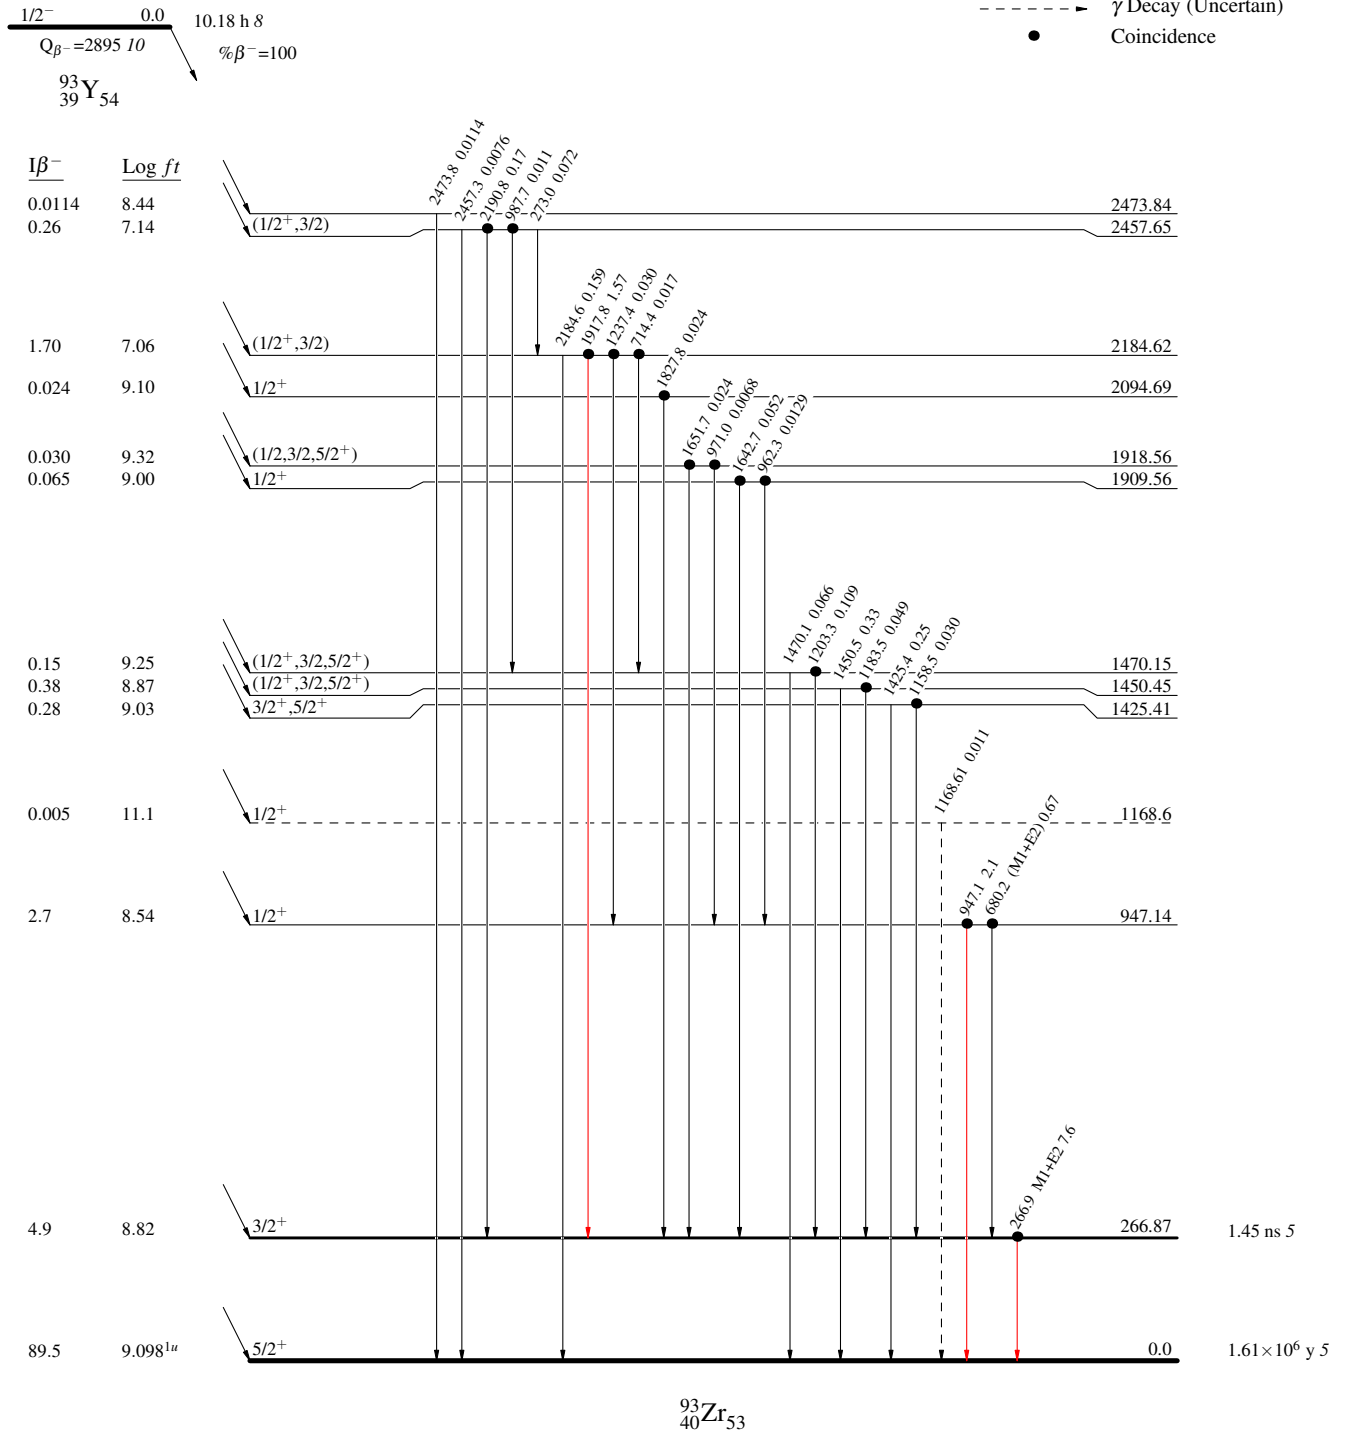 γ Decay (Uncertain)
Coincidence
1/2⁻ 0.0 10.18 h 8
Qβ⁻=2895 10
%β⁻=100
⁹³₃₉Y₅₄
Iβ⁻ Log ft
2473.8 0.0114
2457.3 0.0076
2190.8 0.17
987.7 0.011
273.0 0.072
0.0114 8.44 2473.84
0.26 7.14 (1/2⁺,3/2) 2457.65
2184.6 0.159
1917.8 1.57
1237.4 0.030
714.4 0.017
1.70 7.06 (1/2⁺,3/2) 2184.62
1827.8 0.024
0.024 9.10 1/2⁺ 2094.69
1651.7 0.024
971.0 0.0068
1642.7 0.052
962.3 0.0129
0.030 9.32 (1/2,3/2,5/2⁺) 1918.56
0.065 9.00 1/2⁺ 1909.56
1470.1 0.066
1203.3 0.109
1450.5 0.33
1183.5 0.049
1425.4 0.25
1158.5 0.030
0.15 9.25 (1/2⁺,3/2,5/2⁺) 1470.15
0.38 8.87 (1/2⁺,3/2,5/2⁺) 1450.45
0.28 9.03 3/2⁺,5/2⁺ 1425.41
1168.61 0.011
0.005 11.1 1/2⁺ 1168.6
947.1 2.1
680.2 (M1+E2) 0.67
2.7 8.54 1/2⁺ 947.14
266.9 M1+E2 7.6
4.9 8.82 3/2⁺ 266.87 1.45 ns 5
89.5 9.098¹ᵘ 5/2⁺ 0.0 1.61×10⁶ y 5
⁹³₄₀Zr₅₃